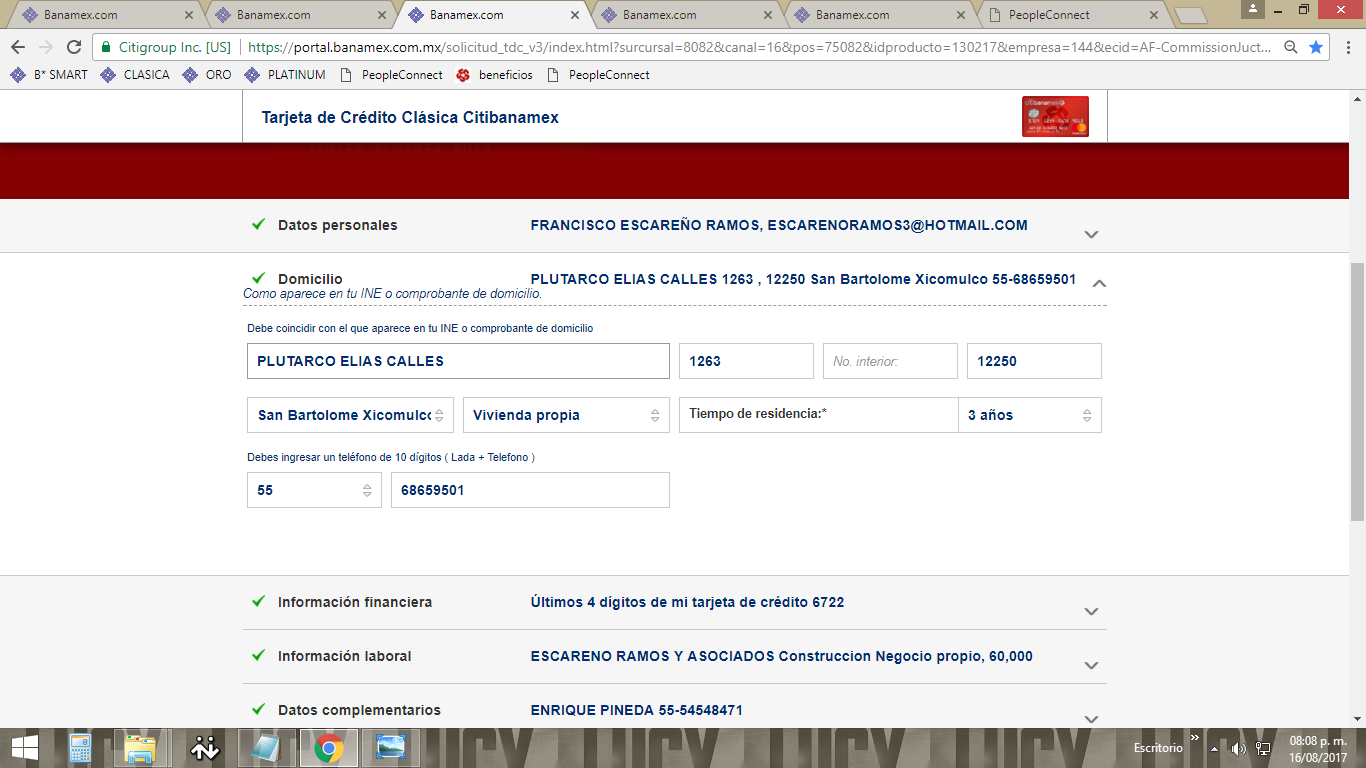 Banamex.com
Banamex.com
Banamex.com
Banamex.com
Banamex.com
PeopleConnect
Citigroup Inc. [US]
https://portal.banamex.com.mx/solicitud_tdc_v3/index.html?surcursal=8082&canal=16&pos=75082&idproducto=130217&empresa=144&ecid=AF-CommissionJuct...
B* SMART CLASICA ORO PLATINUM PeopleConnect beneficios PeopleConnect
Tarjeta de Crédito Clásica Citibanamex
Datos personales FRANCISCO ESCAREÑO RAMOS, ESCARENORAMOS3@HOTMAIL.COM
Domicilio PLUTARCO ELIAS CALLES 1263 , 12250 San Bartolome Xicomulco 55-68659501
Como aparece en tu INE o comprobante de domicilio.
Debe coincidir con el que aparece en tu INE o comprobante de domicilio
PLUTARCO ELIAS CALLES 1263 No. interior: 12250
San Bartolome Xicomulco Vivienda propia Tiempo de residencia:* 3 años
Debes ingresar un teléfono de 10 dígitos ( Lada + Telefono )
55 68659501
Información financiera Últimos 4 dígitos de mi tarjeta de crédito 6722
Información laboral ESCARENO RAMOS Y ASOCIADOS Construccion Negocio propio, 60,000
Datos complementarios ENRIQUE PINEDA 55-54548471
Escritorio 08:08 p. m.
16/08/2017